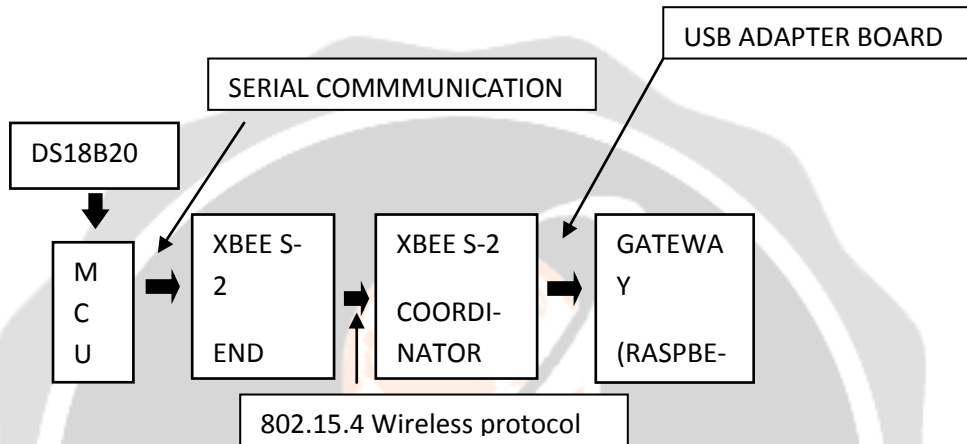 USB ADAPTER BOARD
SERIAL COMMMUNICATION
DS18B20
M
C
U
XBEE S-
2
END
XBEE S-2
COORDI-
NATOR
GATEWA
Y
(RASPBE-
802.15.4 Wireless protocol